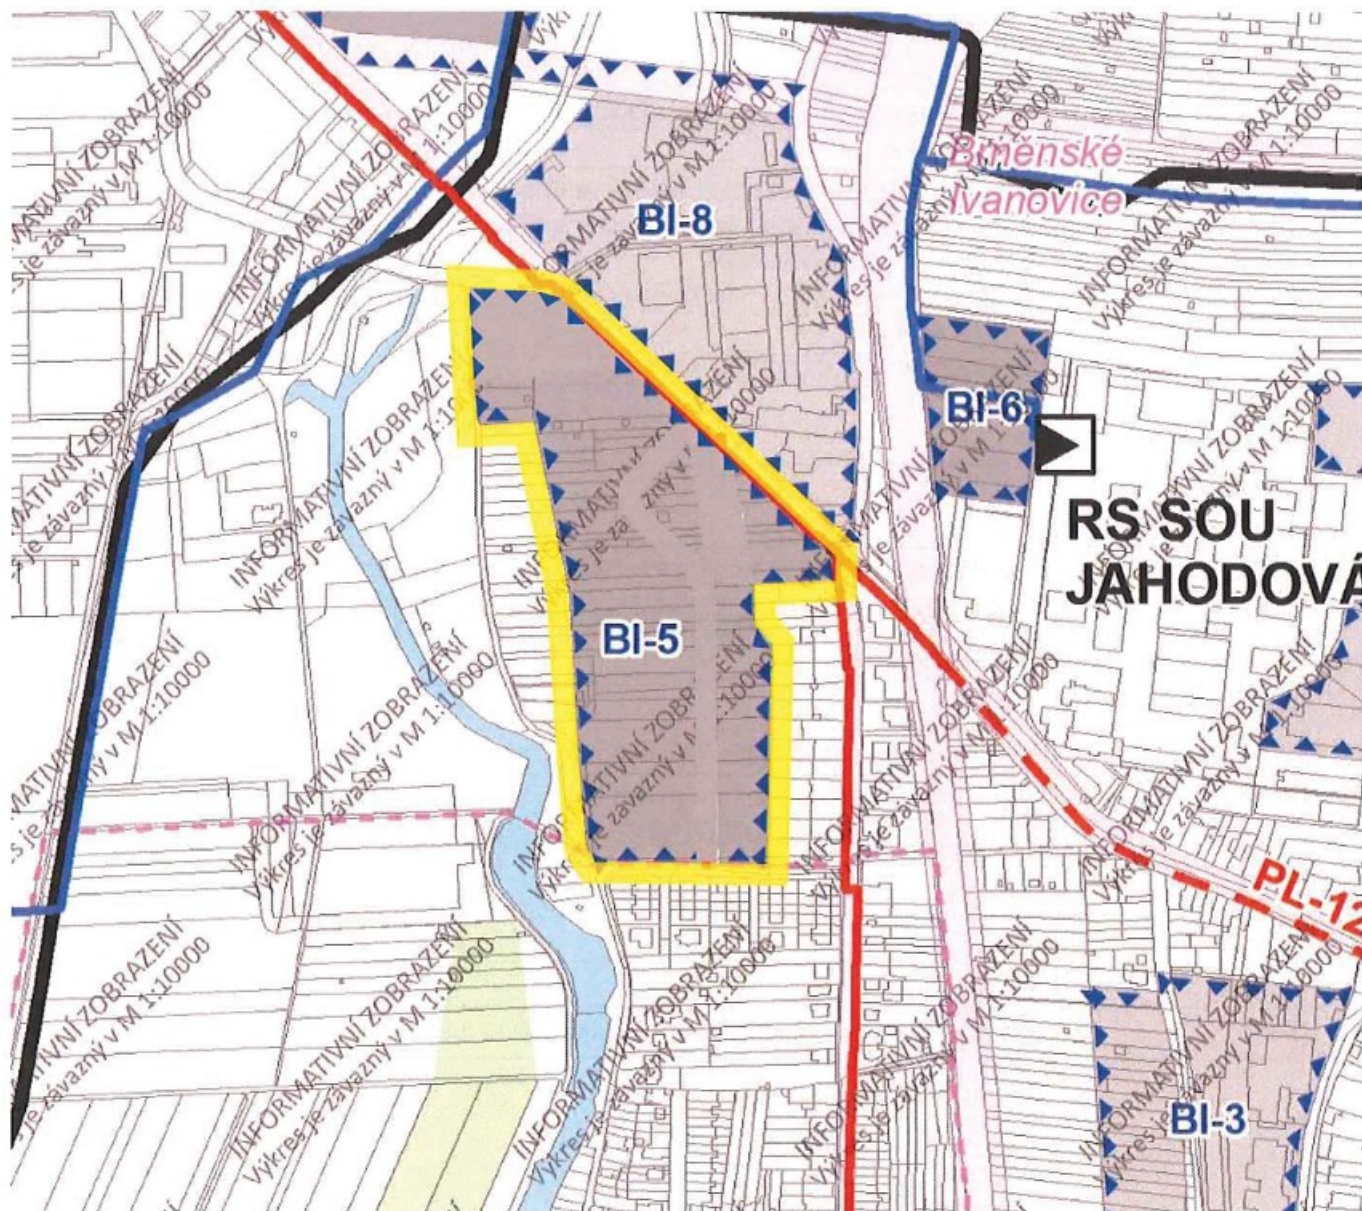 INFORMATIVNÍ ZOBRAZENÍ
Výkres je závazný v M 1:10000
Brněnské
Ivanovice
BI-8
BI-6
RS SOU
JAHODOVÁ
BI-5
PL-12
BI-3